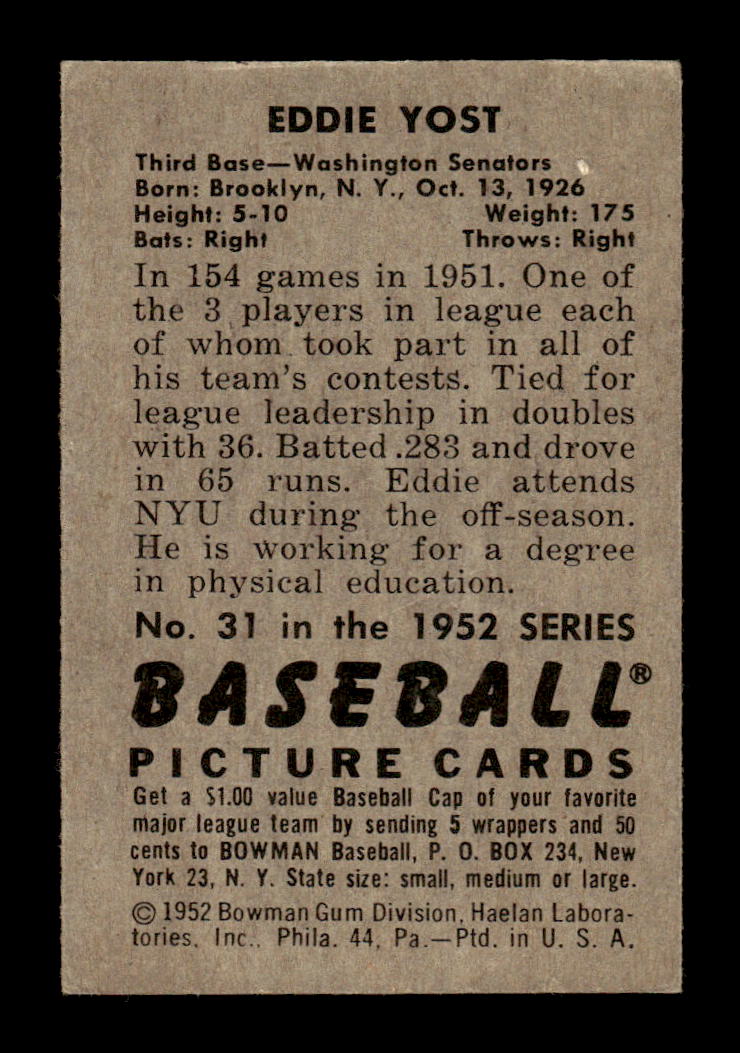 EDDIE YOST
Third Base—Washington Senators
Born: Brooklyn, N. Y., Oct. 13, 1926
Height: 5-10 Weight: 175
Bats: Right Throws: Right
In 154 games in 1951. One of
the 3 players in league each
of whom took part in all of
his team's contests. Tied for
league leadership in doubles
with 36. Batted .283 and drove
in 65 runs. Eddie attends
NYU during the off-season.
He is working for a degree
in physical education.
No. 31 in the 1952 SERIES
BASEBALL®
PICTURE CARDS
Get a $1.00 value Baseball Cap of your favorite
major league team by sending 5 wrappers and 50
cents to BOWMAN Baseball, P. O. BOX 234, New
York 23, N. Y. State size: small, medium or large.
© 1952 Bowman Gum Division, Haelan Labora-
tories, Inc., Phila. 44, Pa.—Ptd. in U. S. A.